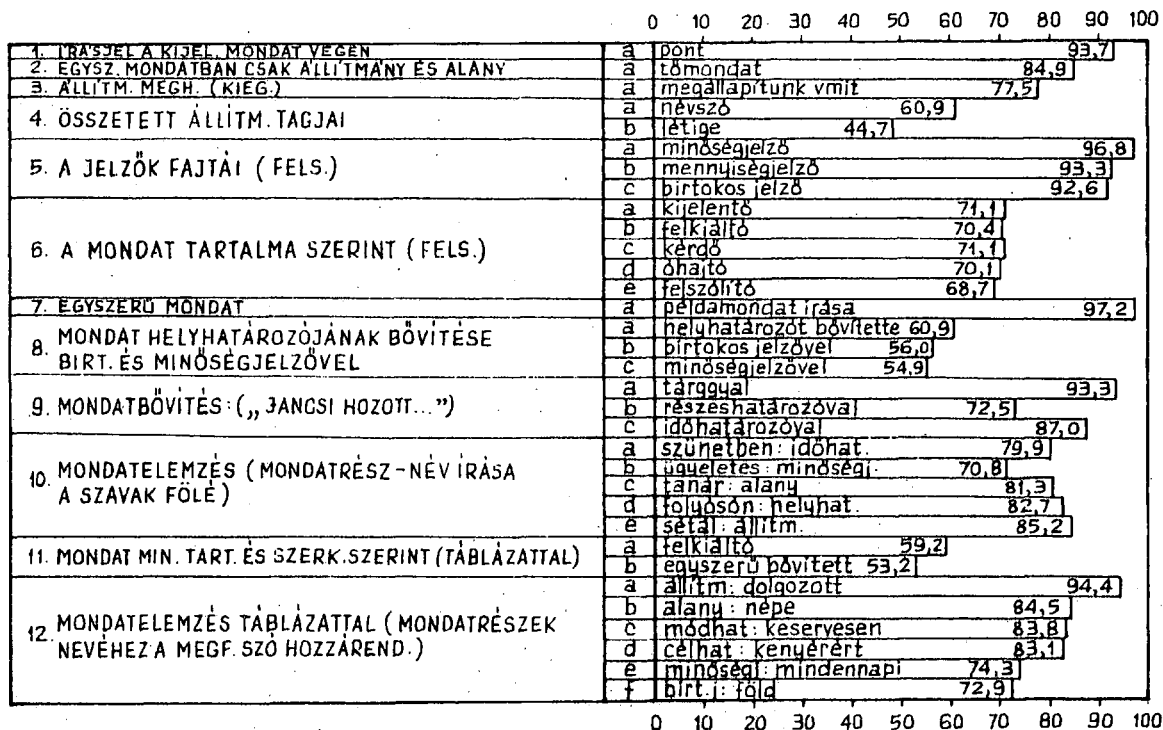 0 10 20 30 40 50 60 70 80 90 100
1. ÍRÁSJEL A KIJEL. MONDAT VÉGÉN
a pont 93,7
2. EGYSZ. MONDATBAN CSAK ÁLLÍTMÁNY ÉS ALANY
a tőmondat 84,9
3. ÁLLÍTM. MEGH. (KIEG.)
a megállapítunk vmit 77,5
4. ÖSSZETETT ÁLLÍTM. TAGJAI
a névszó 60,9
b létige 44,7
5. A JELZŐK FAJTÁI (FELS.)
a minőségjelző 96,8
b mennyiségjelző 93,3
c birtokos jelző 92,6
6. A MONDAT TARTALMA SZERINT (FELS.)
a kijelentő 71,1
b felkiáltó 70,4
c kérdő 71,1
d óhajtó 70,1
e felszólító 68,7
7. EGYSZERŰ MONDAT
a példamondat írása 97,2
8. MONDAT HELYHATÁROZÓJÁNAK BŐVÍTÉSE
BIRT. ÉS MINŐSÉGJELZŐVEL
a helyhatározót bővítette 60,9
b birtokos jelzővel 56,0
c minőségjelzővel 54,9
9. MONDATBŐVÍTÉS: („JANCSI HOZOTT...”)
a tárggyal 93,3
b részeshatározóval 72,5
c időhatározóval 87,0
10. MONDATELEMZÉS (MONDATRÉSZ-NÉV ÍRÁSA
A SZAVAK FÖLÉ)
a szünetben: időhat. 79,9
b ügyeletes: minőségj. 70,8
c tanár: alany 81,3
d folyosón: helyhat. 82,7
e sétál: állítm. 85,2
11. MONDAT MIN. TART. ÉS SZERK. SZERINT (TÁBLÁZATTAL)
a felkiáltó 59,2
b egyszerű bővített 53,2
12. MONDATELEMZÉS TÁBLÁZATTAL (MONDATRÉSZEK
NEVÉHEZ A MEGF. SZÓ HOZZÁREND.)
a állítm: dolgozott 94,4
b alany: népe 84,5
c módhat: keservesen 83,8
d célhat: kenyérért 83,1
e minőségj: mindennapi 74,3
f birt.j: föld 72,9
0 10 20 30 40 50 60 70 80 90 100